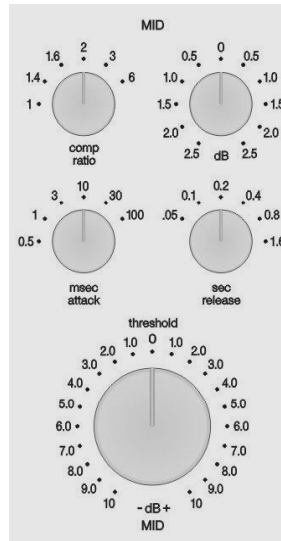 MID
2
1.6 3
1.4 6
1
comp
ratio
0
0.5 0.5
1.0 1.0
1.5 1.5
2.0 2.0
2.5 dB 2.5
10
3 30
1 100
0.5
msec
attack
0.2
0.1 0.4
.05 0.8
1.6
sec
release
threshold
0
1.0 1.0
2.0 2.0
3.0 3.0
4.0 4.0
5.0 5.0
6.0 6.0
7.0 7.0
8.0 8.0
9.0 9.0
10 - dB + 10
MID